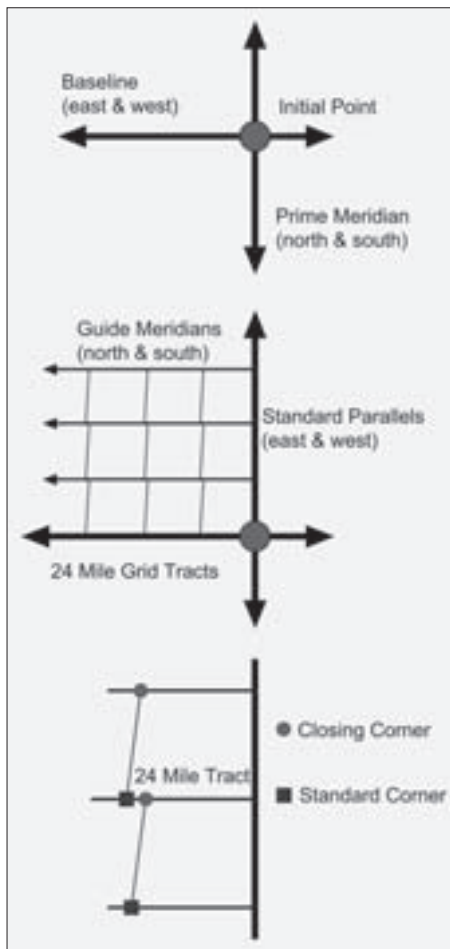 Baseline
(east & west)
Initial Point
Prime Meridian
(north & south)
Guide Meridians
(north & south)
Standard Parallels
(east & west)
24 Mile Grid Tracts
Closing Corner
24 Mile Tract
Standard Corner